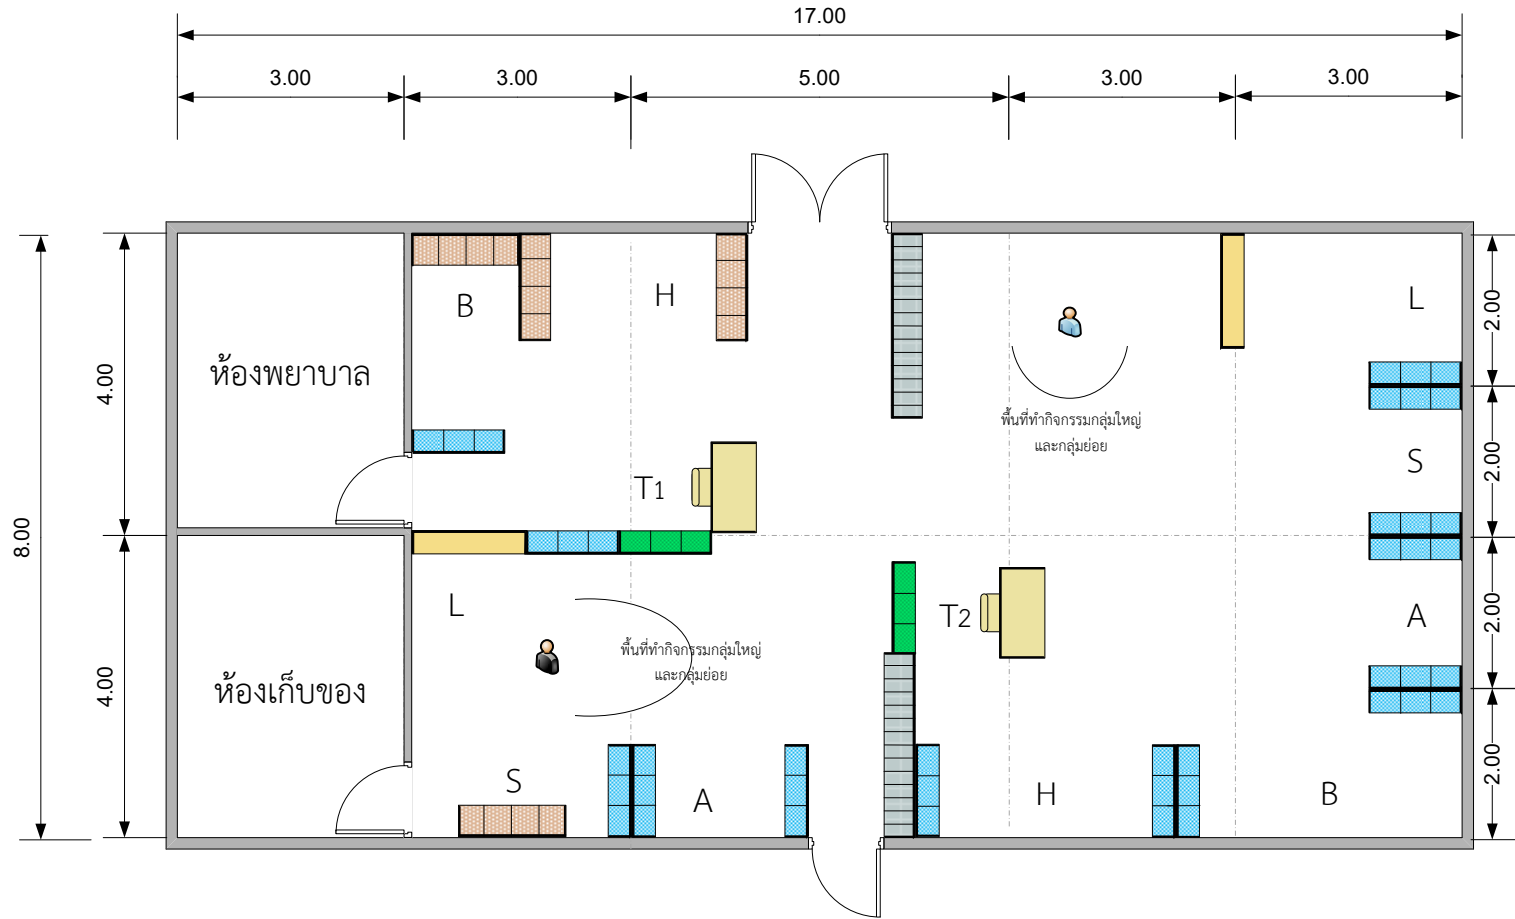 17.00
3.00
3.00
5.00
3.00
3.00
B
H
L
2.00
ห้องพยาบาล
4.00
พื้นที่ทำกิจกรรมกลุ่มใหญ่
และกลุ่มย่อย
S
2.00
T1
8.00
L
T2
A
2.00
พื้นที่ทำกิจกรรมกลุ่มใหญ่
และกลุ่มย่อย
ห้องเก็บของ
4.00
S
A
H
B
2.00